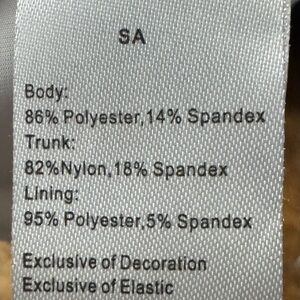 SA
Body:
86% Polyester,14% Spandex
Trunk:
82%Nylon,18% Spandex
Lining:
95% Polyester,5% Spandex
Exclusive of Decoration
Exclusive of Elastic